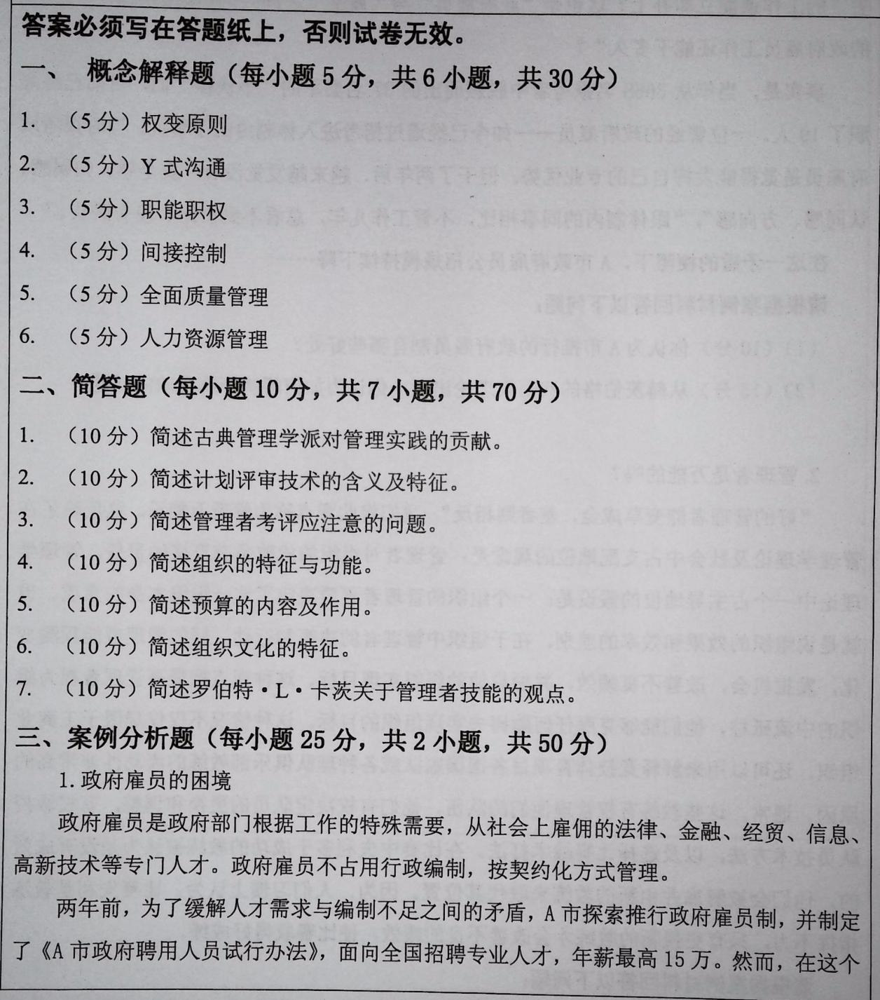 答案必须写在答题纸上，否则试卷无效。
一、 概念解释题（每小题 5 分，共 6 小题，共 30 分）
1. （5 分）权变原则
2. （5 分）Y 式沟通
3. （5 分）职能职权
4. （5 分）间接控制
5. （5 分）全面质量管理
6. （5 分）人力资源管理
二、简答题（每小题 10 分，共 7 小题，共 70 分）
1. （10 分）简述古典管理学派对管理实践的贡献。
2. （10 分）简述计划评审技术的含义及特征。
3. （10 分）简述管理者考评应注意的问题。
4. （10 分）简述组织的特征与功能。
5. （10 分）简述预算的内容及作用。
6. （10 分）简述组织文化的特征。
7. （10 分）简述罗伯特·L·卡茨关于管理者技能的观点。
三、案例分析题（每小题 25 分，共 2 小题，共 50 分）
1. 政府雇员的困境
政府雇员是政府部门根据工作的特殊需要，从社会上雇佣的法律、金融、经贸、信息、
高新技术等专门人才。政府雇员不占用行政编制，按契约化方式管理。
两年前，为了缓解人才需求与编制不足之间的矛盾，A 市探索推行政府雇员制，并制定
了《A 市政府聘用人员试行办法》，面向全国招聘专业人才，年薪最高 15 万。然而，在这个